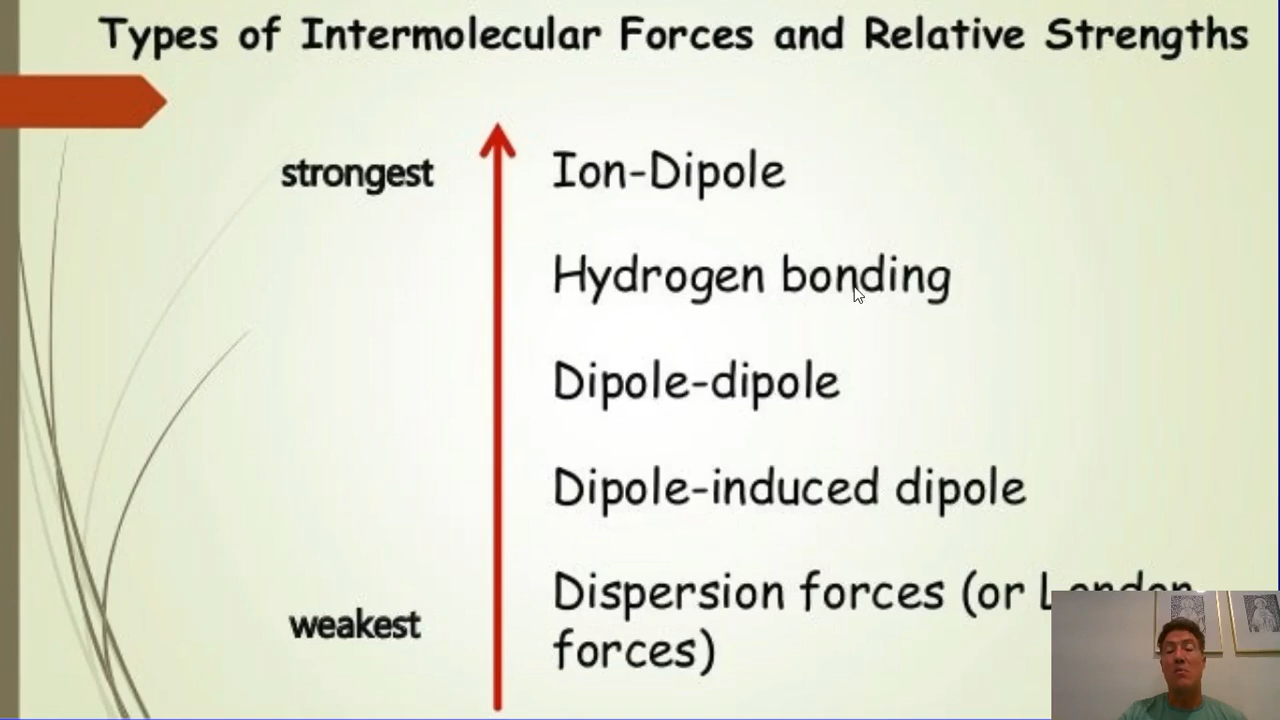 Types of Intermolecular Forces and Relative Strengths
strongest
Ion-Dipole
Hydrogen bonding
Dipole-dipole
Dipole-induced dipole
Dispersion forces (or London
weakest
forces)